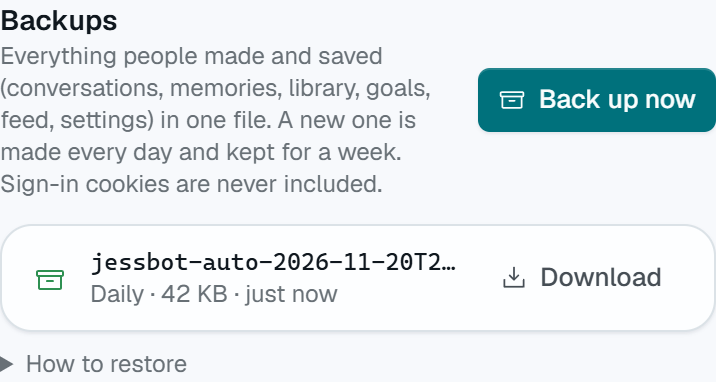 Backups
Everything people made and saved
(conversations, memories, library, goals,
feed, settings) in one file. A new one is
made every day and kept for a week.
Sign-in cookies are never included.
Back up now
jessbot-auto-2026-11-20T2…
Daily · 42 KB · just now
Download
How to restore